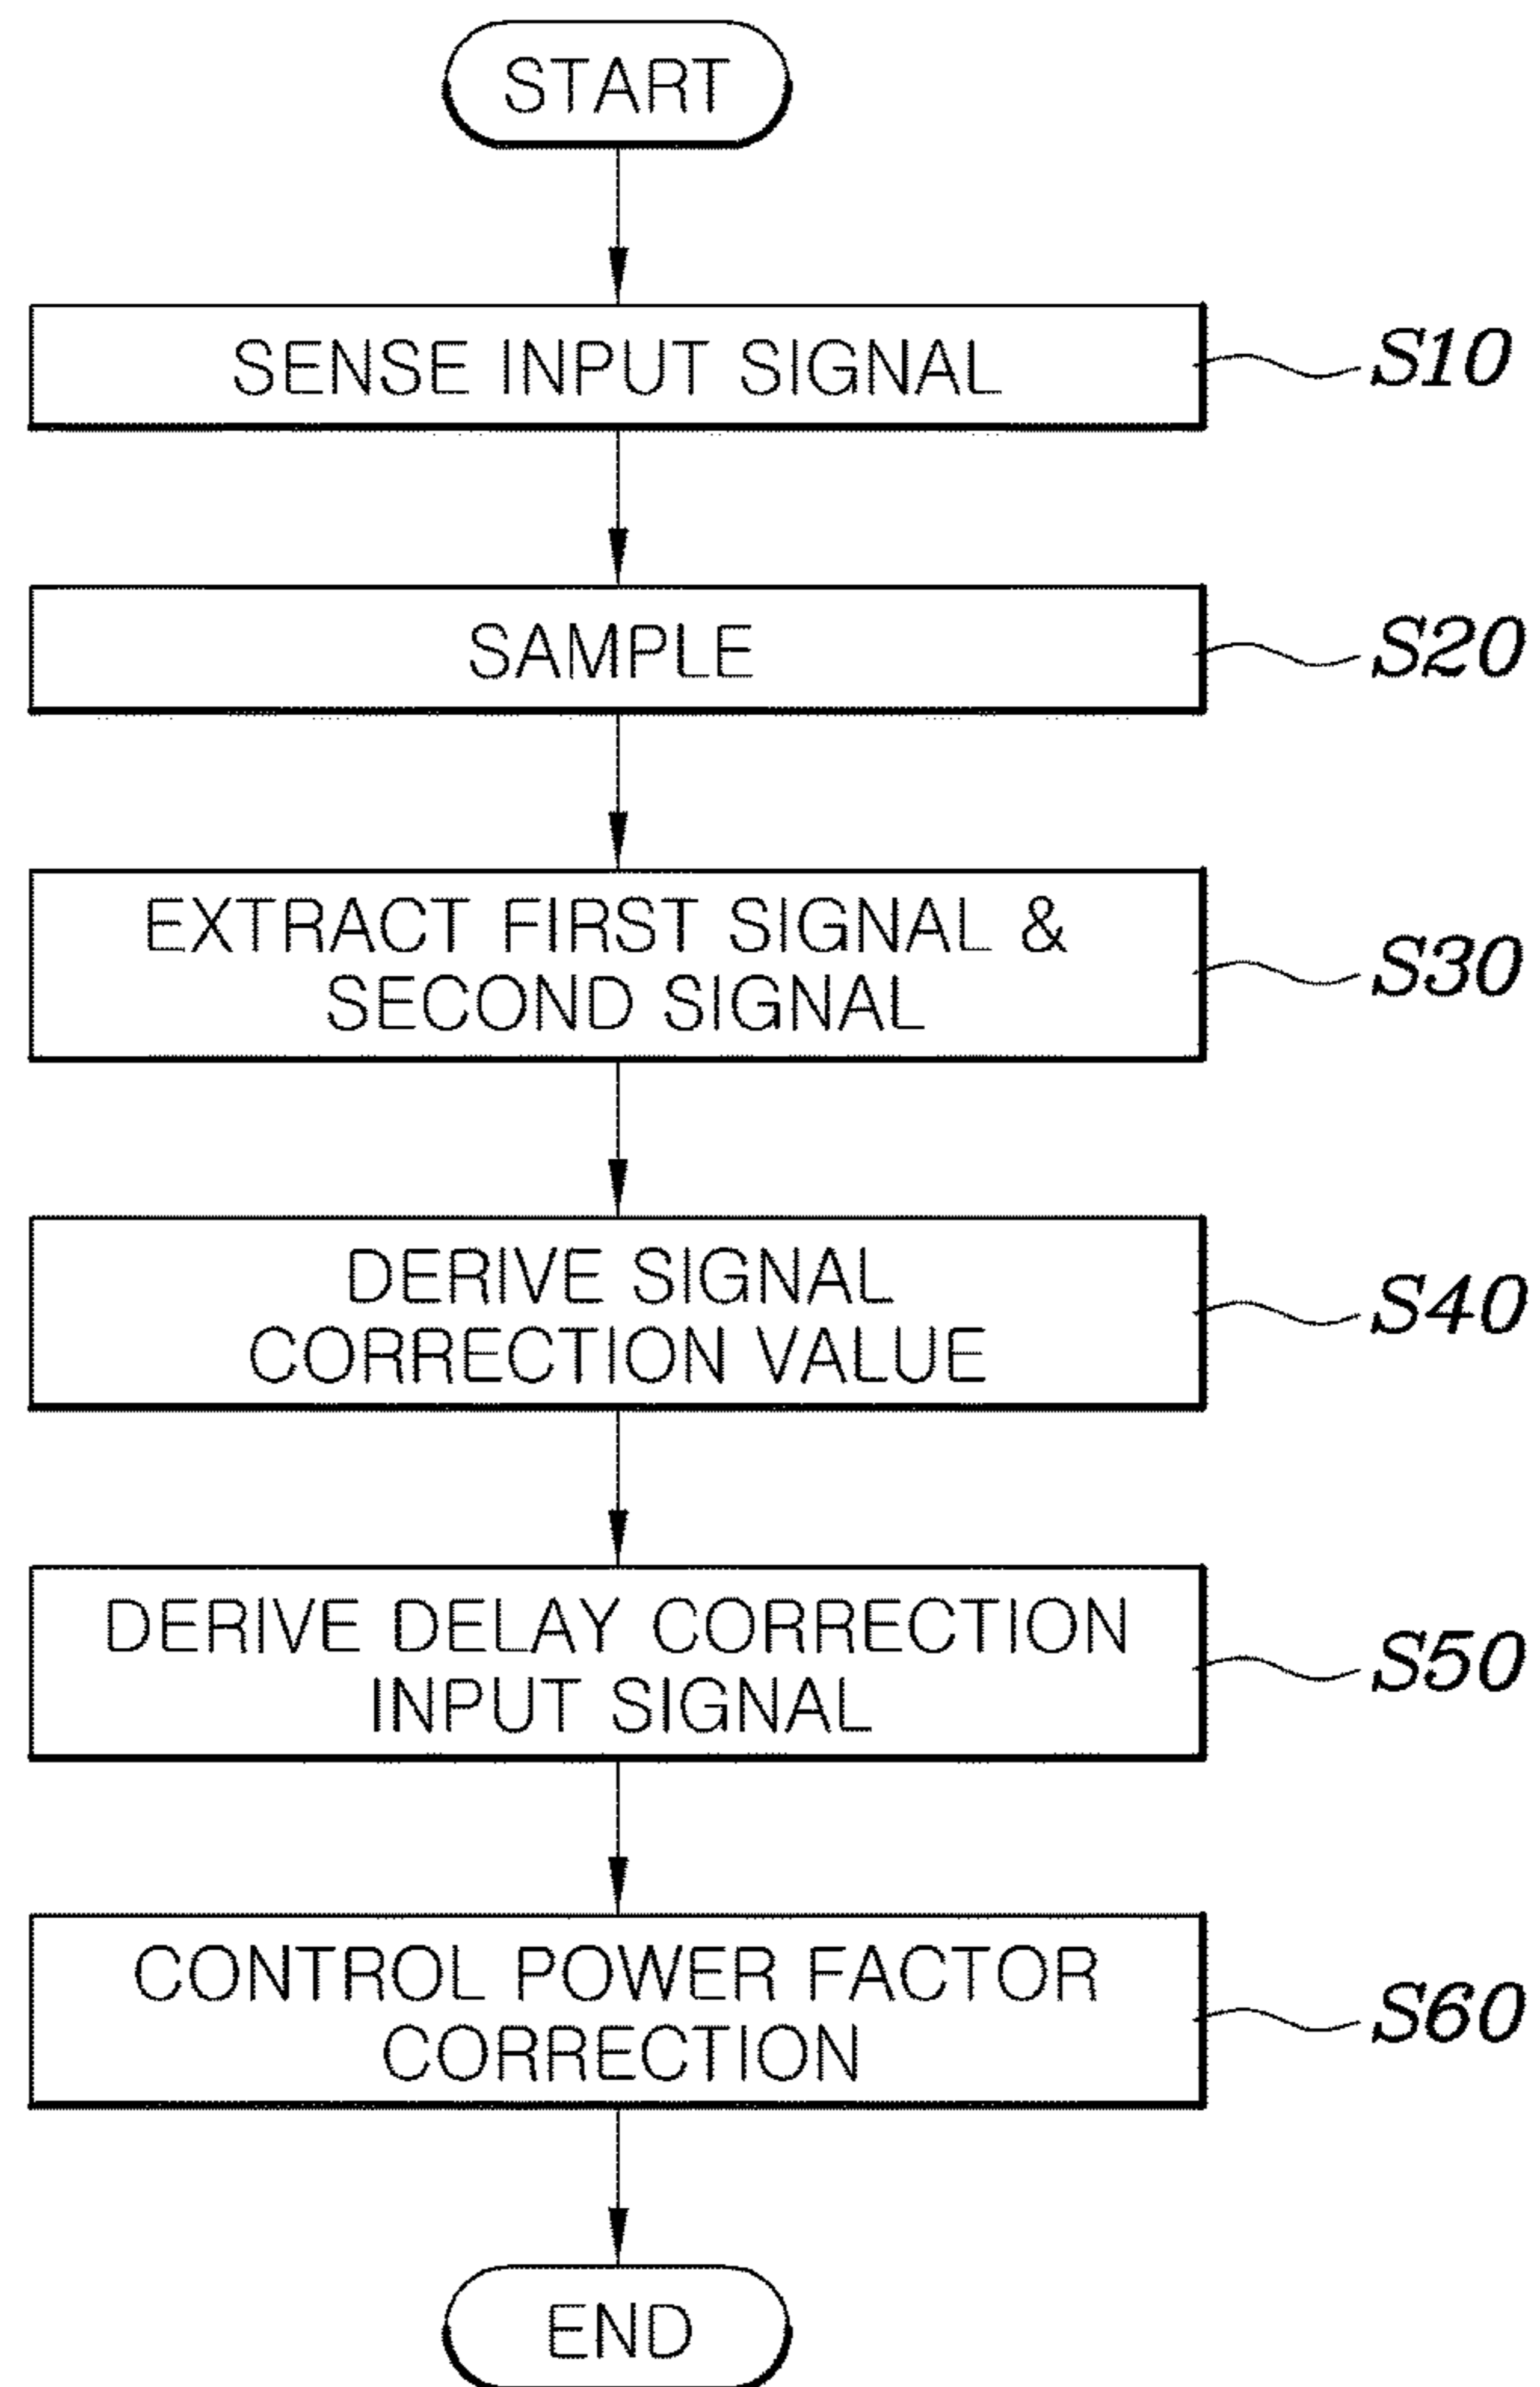 START
SENSE INPUT SIGNAL
S10
SAMPLE
S20
EXTRACT FIRST SIGNAL &
SECOND SIGNAL
S30
DERIVE SIGNAL
CORRECTION VALUE
S40
DERIVE DELAY CORRECTION
INPUT SIGNAL
S50
CONTROL POWER FACTOR
CORRECTION
S60
END